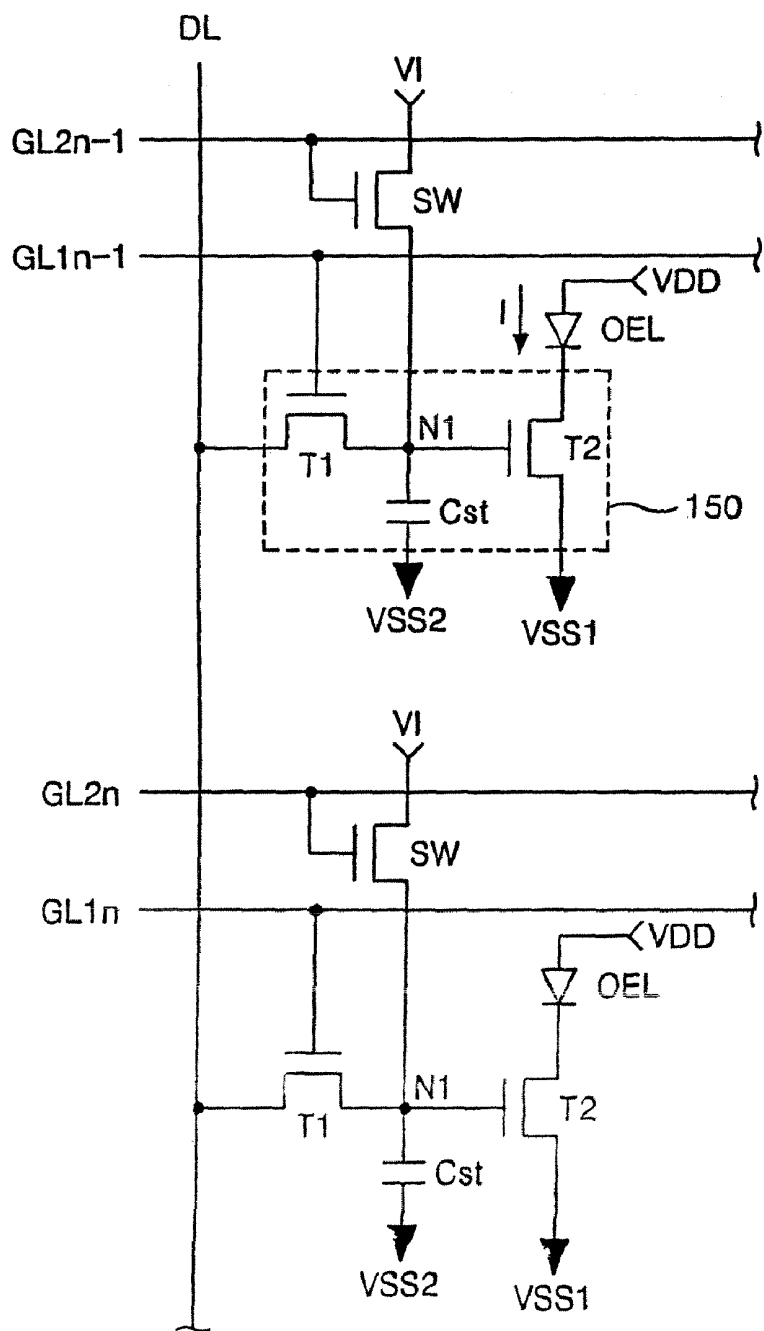 DL
VI
GL2n-1
SW
GL1n-1
VDD
I
OEL
N1
T1
T2
Cst
150
VSS2
VSS1
VI
GL2n
SW
GL1n
VDD
OEL
N1
T1
T2
Cst
VSS2
VSS1